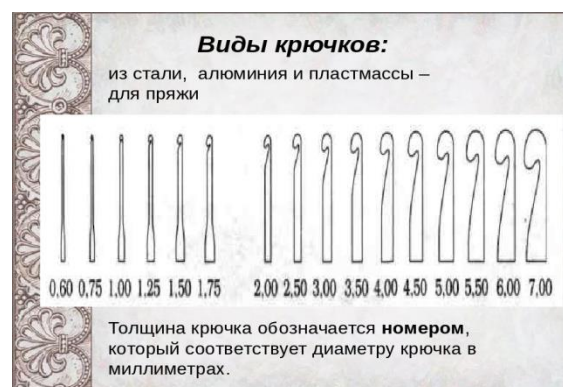 Виды крючков:
из стали, алюминия и пластмассы –
для пряжи
0,60 0,75 1,00 1,25 1,50 1,75 2,00 2,50 3,00 3,50 4,00 4,50 5,00 5,50 6,00 7,00
Толщина крючка обозначается номером,
который соответствует диаметру крючка в
миллиметрах.